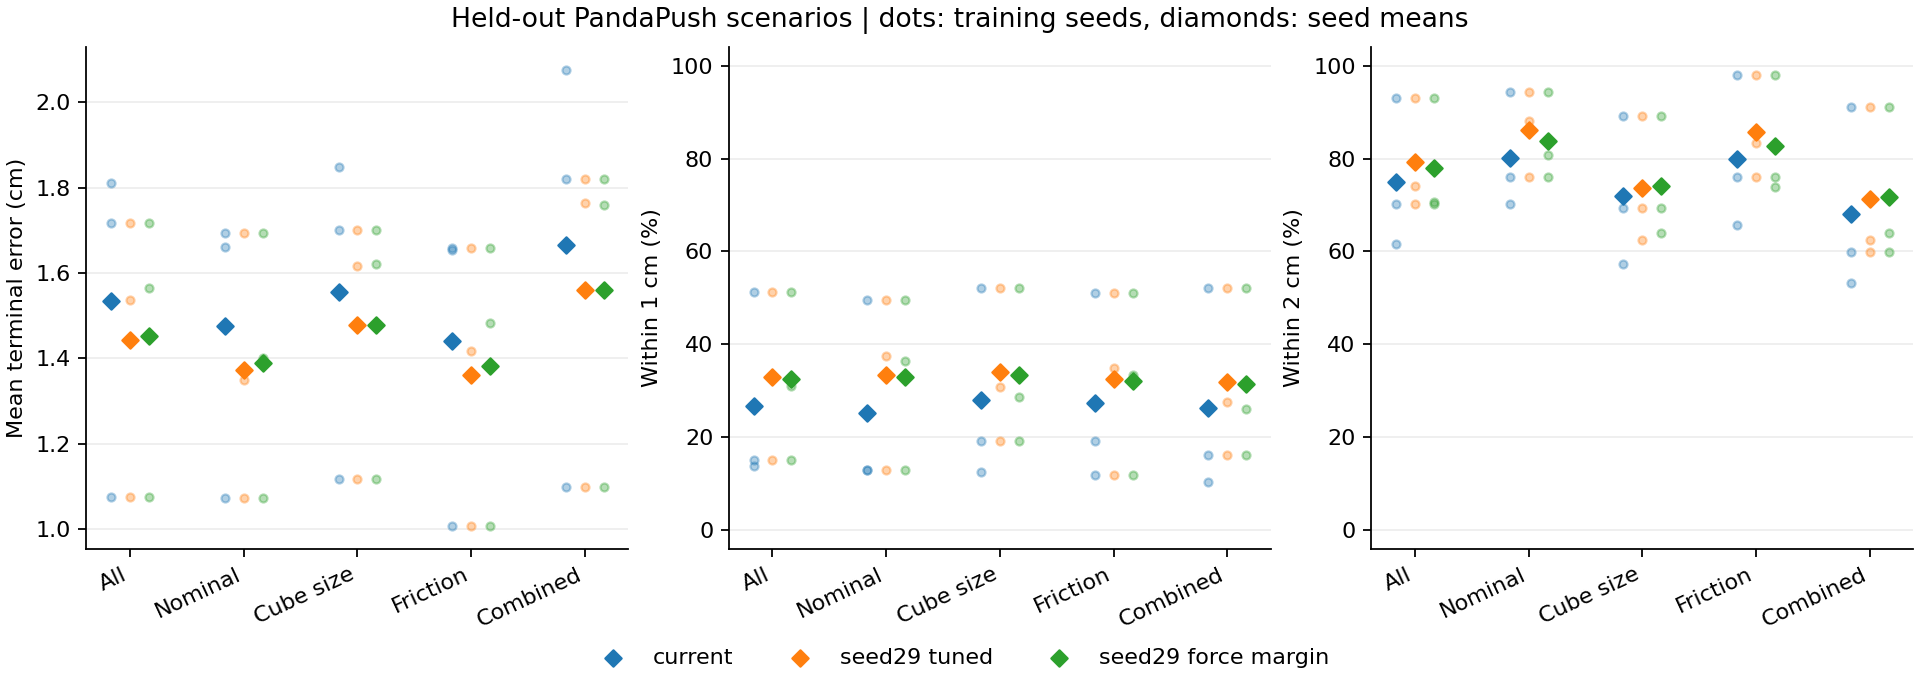 Held-out PandaPush scenarios | dots: training seeds, diamonds: seed means
Mean terminal error (cm)
2.0
1.8
1.6
1.4
1.2
1.0
All
Nominal
Cube size
Friction
Combined
Within 1 cm (%)
100
80
60
40
20
0
All
Nominal
Cube size
Friction
Combined
Within 2 cm (%)
100
80
60
40
20
0
All
Nominal
Cube size
Friction
Combined
current
seed29 tuned
seed29 force margin